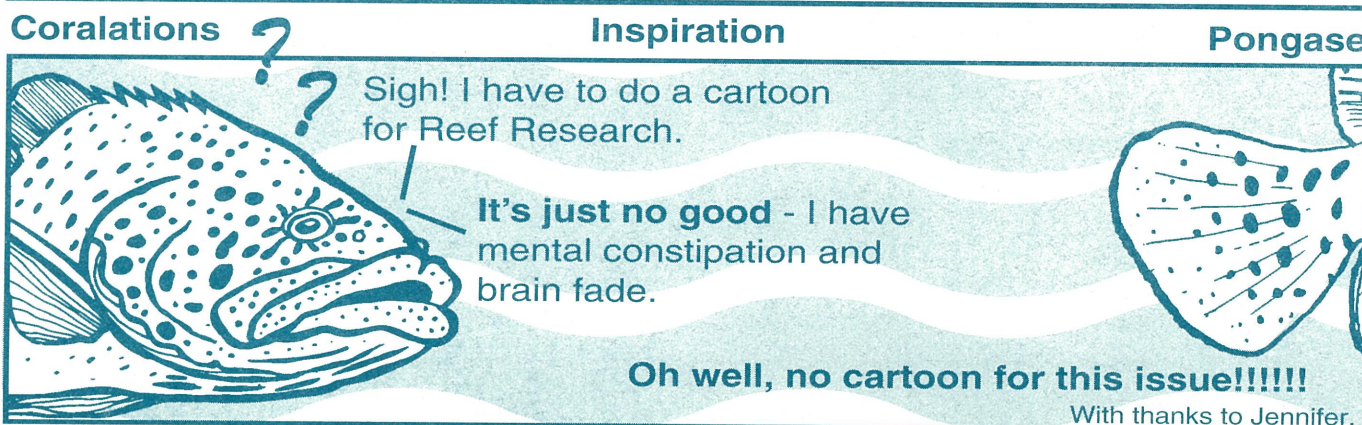 Coralations Inspiration Pongase
? ?
Sigh! I have to do a cartoon
for Reef Research.
It's just no good - I have
mental constipation and
brain fade.
Oh well, no cartoon for this issue!!!!!!
With thanks to Jennifer.